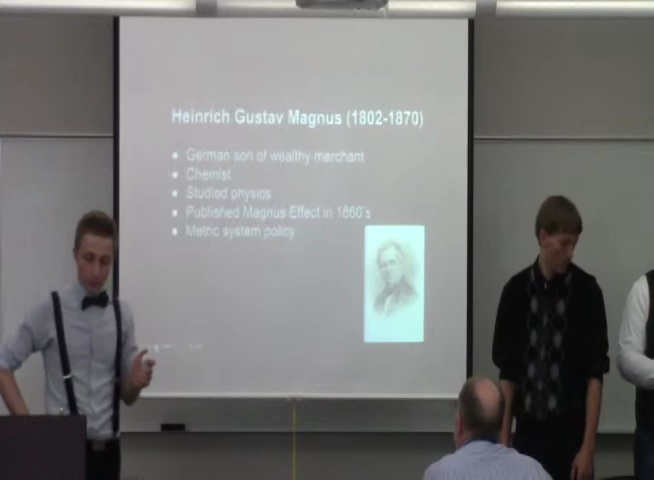 Heinrich Gustav Magnus (1802-1870)
● German son of wealthy merchant
● Chemist
● Studied physics
● Published Magnus Effect in 1860's
● Metric system policy